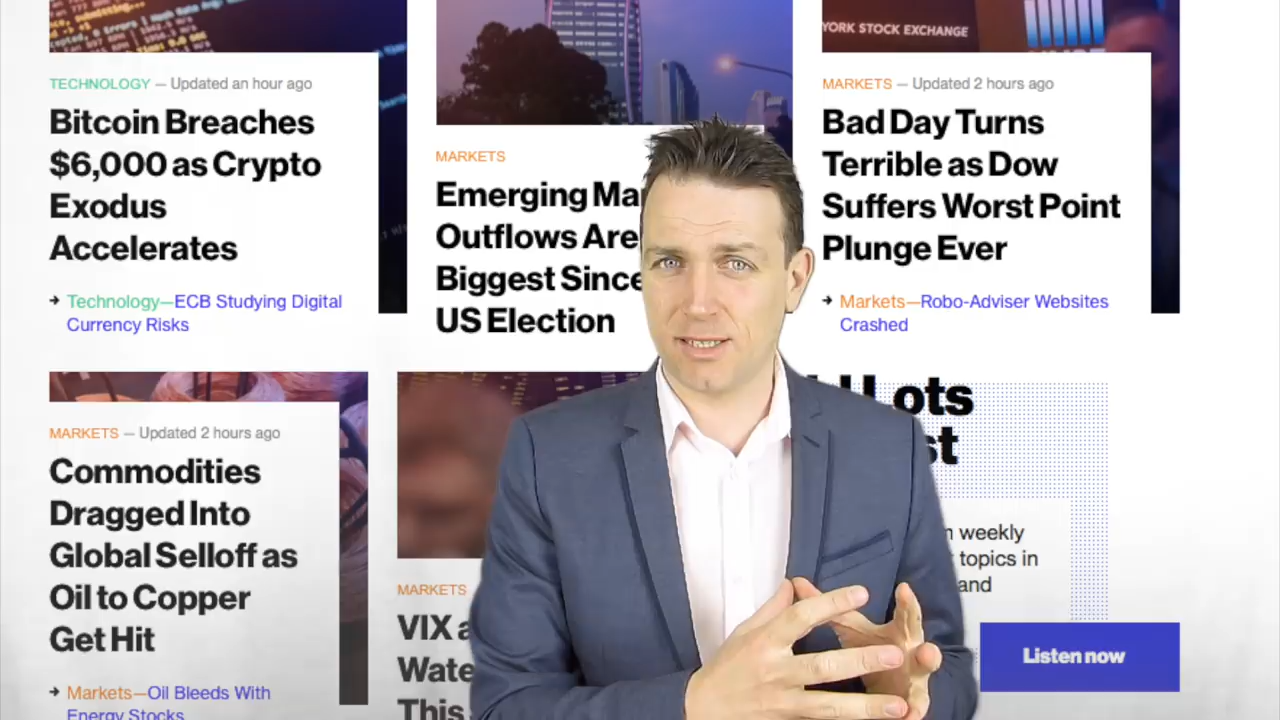 YORK STOCK EXCHANGE
TECHNOLOGY — Updated an hour ago
Bitcoin Breaches
$6,000 as Crypto
Exodus
Accelerates
Technology—ECB Studying Digital
Currency Risks
MARKETS
Emerging Ma
Outflows Are
Biggest Since
US Election
MARKETS — Updated 2 hours ago
Bad Day Turns
Terrible as Dow
Suffers Worst Point
Plunge Ever
Markets—Robo-Adviser Websites
Crashed
MARKETS — Updated 2 hours ago
Commodities
Dragged Into
Global Selloff as
Oil to Copper
Get Hit
Markets—Oil Bleeds With
Energy Stocks
MARKETS
VIX a
Wate
This
Lots
st
weekly
topics in
and
Listen now